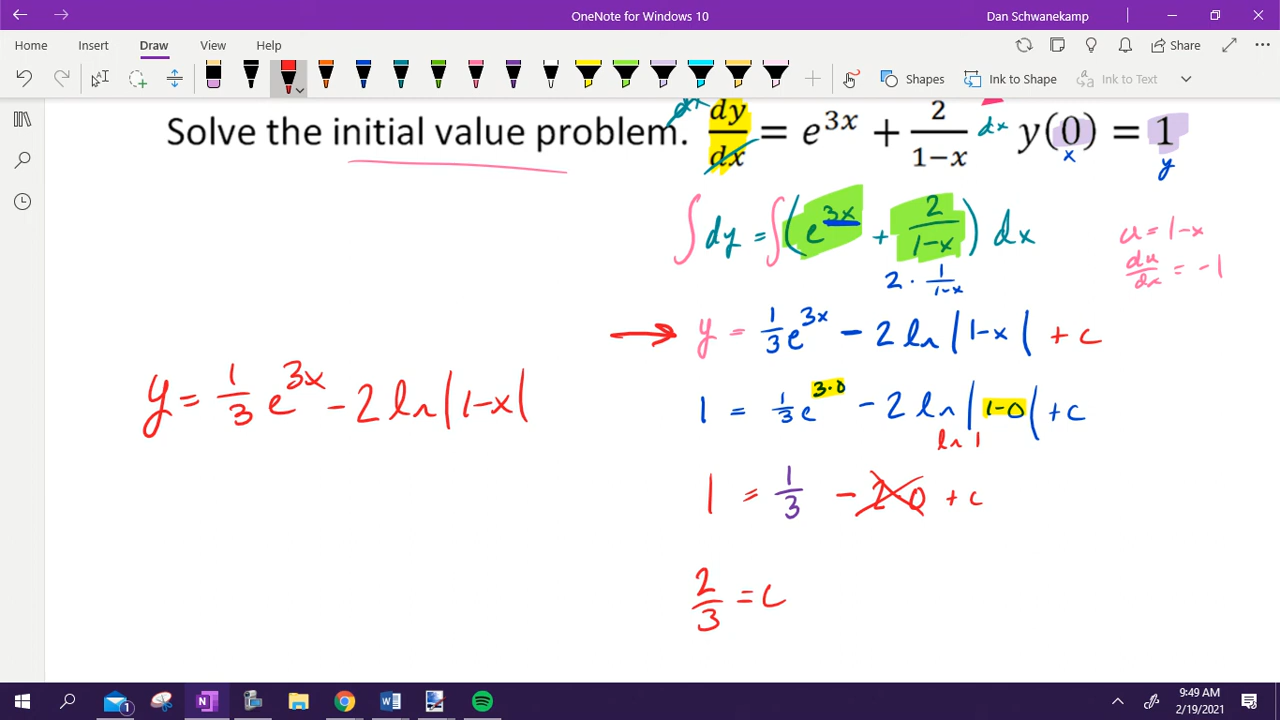 OneNote for Windows 10
Dan Schwanekamp
Home Insert Draw View Help
Share
Shapes Ink to Shape Ink to Text
Solve the initial value problem. dy/dx = e^{3x} + 2/(1−x) dx y(0) = 1
dx
x y
∫ dy = ∫ (e^{3x} + 2/(1−x)) dx
u = 1−x
du/dx = −1
2 · 1/(1−x)
y = 1/3 e^{3x} − 2 ln |1−x| + c
y = 1/3 e^{3x} − 2 ln |1−x|
1 = 1/3 e^{3·0} − 2 ln |1−0| + c
ln 1
1 = 1/3 − 2·0 + c
2/3 = c
9:49 AM
2/19/2021
1